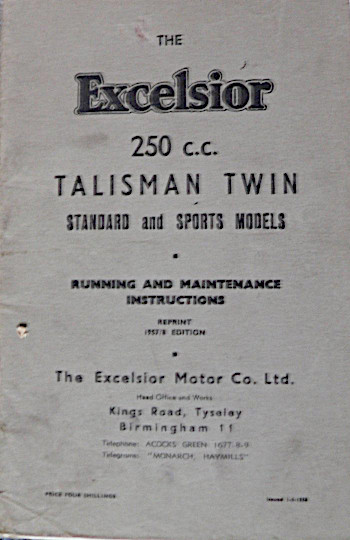 THE
Excelsior
250 c.c.
TALISMAN TWIN
STANDARD and SPORTS MODELS
RUNNING AND MAINTENANCE
INSTRUCTIONS
REPRINT
1957/8 EDITION
The Excelsior Motor Co. Ltd.
Head Office and Works:
Kings Road, Tyseley
Birmingham 11
Telephone: ACOCKS GREEN 1677-8-9
Telegrams: "MONARCH, HAYMILLS"
PRICE FOUR SHILLINGS
Issued